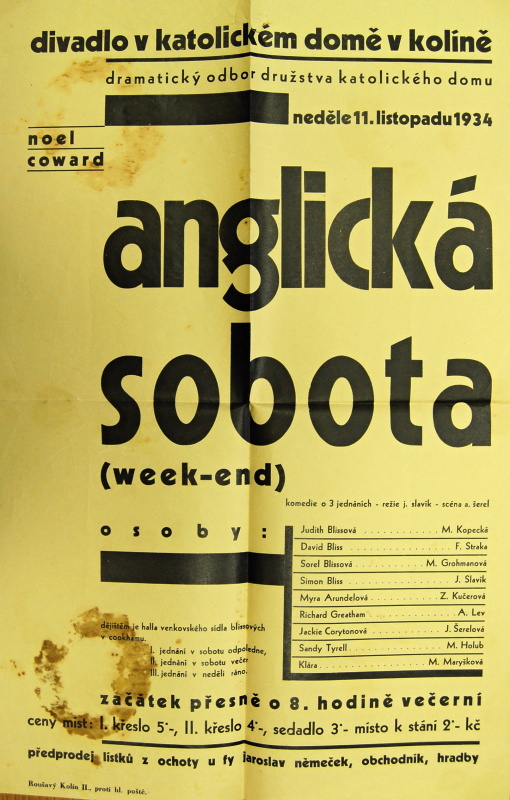 divadlo v katolickém domě v kolíně
dramatický odbor družstva katolického domu
neděle 11. listopadu 1934
noel
coward
anglická
sobota
(week-end)
komedie o 3 jednáních - režie j. slavík - scéna a. šerel
osoby:
Judith Blissová . . . . . . . . . . . . M. Kopecká
David Bliss . . . . . . . . . . . . . . . . . F. Straka
Sorel Blissová . . . . . . . . . . . M. Grohmanová
Simon Bliss . . . . . . . . . . . . . . . . . J. Slavík
Myra Arundelová . . . . . . . . . . Z. Kučerová
Richard Greatham . . . . . . . . . . . . . A. Lev
Jackie Corytonová . . . . . . . . . . J. Šerelová
Sandy Tyrell . . . . . . . . . . . . . . . M. Holub
Klára . . . . . . . . . . . . . . . . . M. Maryšková
dějištěm je halla venkovského sídla blissových
v cookhamu.
I. jednání v sobotu odpoledne,
II. jednání v sobotu večer
III. jednání v neděli ráno.
začátek přesně o 8. hodině večerní
ceny míst: I. křeslo 5·-, II. křeslo 4·-, sedadlo 3·- místo k stání 2·- kč
předprodej lístků z ochoty u fy jaroslav němeček, obchodník, hradby
Roušavý Kolín II., proti hl. poště.